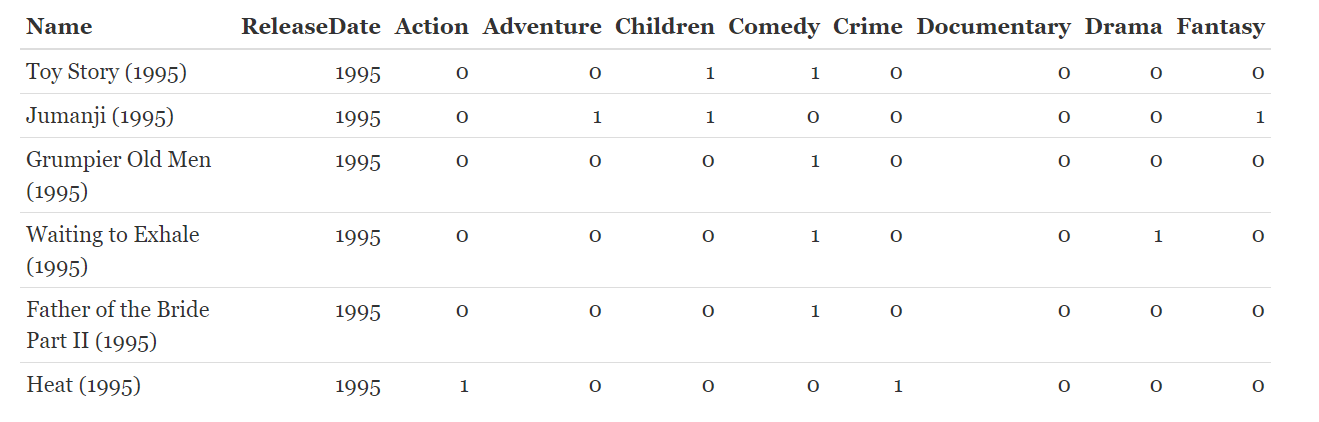 Name ReleaseDate Action Adventure Children Comedy Crime Documentary Drama Fantasy
Toy Story (1995) 1995 0 0 1 1 0 0 0 0
Jumanji (1995) 1995 0 1 1 0 0 0 0 1
Grumpier Old Men 1995 0 0 0 1 0 0 0 0
(1995)
Waiting to Exhale 1995 0 0 0 1 0 0 1 0
(1995)
Father of the Bride 1995 0 0 0 1 0 0 0 0
Part II (1995)
Heat (1995) 1995 1 0 0 0 1 0 0 0